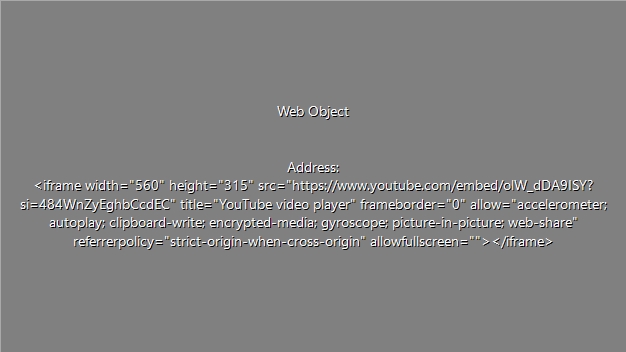 Web Object
Address:
<iframe width="560" height="315" src="https://www.youtube.com/embed/olW_dDA9ISY?
si=484WnZyEghbCcdEC" title="YouTube video player" frameborder="0" allow="accelerometer;
autoplay; clipboard-write; encrypted-media; gyroscope; picture-in-picture; web-share"
referrerpolicy="strict-origin-when-cross-origin" allowfullscreen=""></iframe>